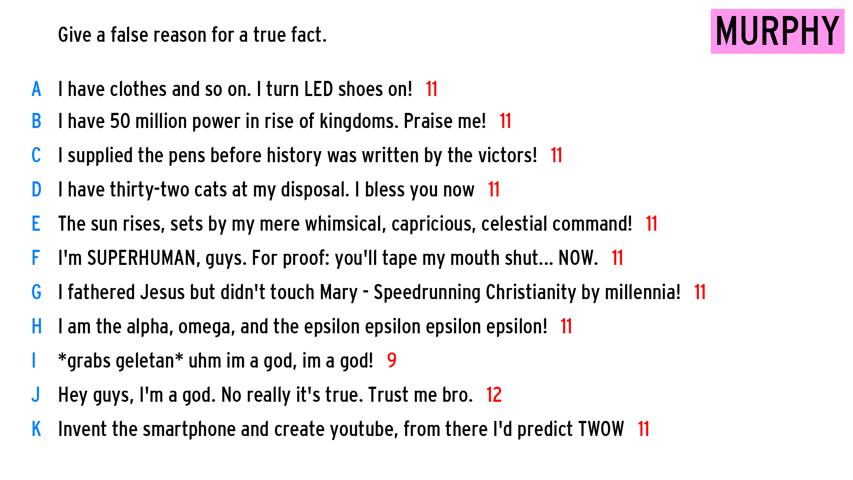 Give a false reason for a true fact.
MURPHY
A I have clothes and so on. I turn LED shoes on! 11
B I have 50 million power in rise of kingdoms. Praise me! 11
C I supplied the pens before history was written by the victors! 11
D I have thirty-two cats at my disposal. I bless you now 11
E The sun rises, sets by my mere whimsical, capricious, celestial command! 11
F I'm SUPERHUMAN, guys. For proof: you'll tape my mouth shut... NOW. 11
G I fathered Jesus but didn't touch Mary - Speedrunning Christianity by millennia! 11
H I am the alpha, omega, and the epsilon epsilon epsilon epsilon! 11
I *grabs geletan* uhm im a god, im a god! 9
J Hey guys, I'm a god. No really it's true. Trust me bro. 12
K Invent the smartphone and create youtube, from there I'd predict TWOW 11